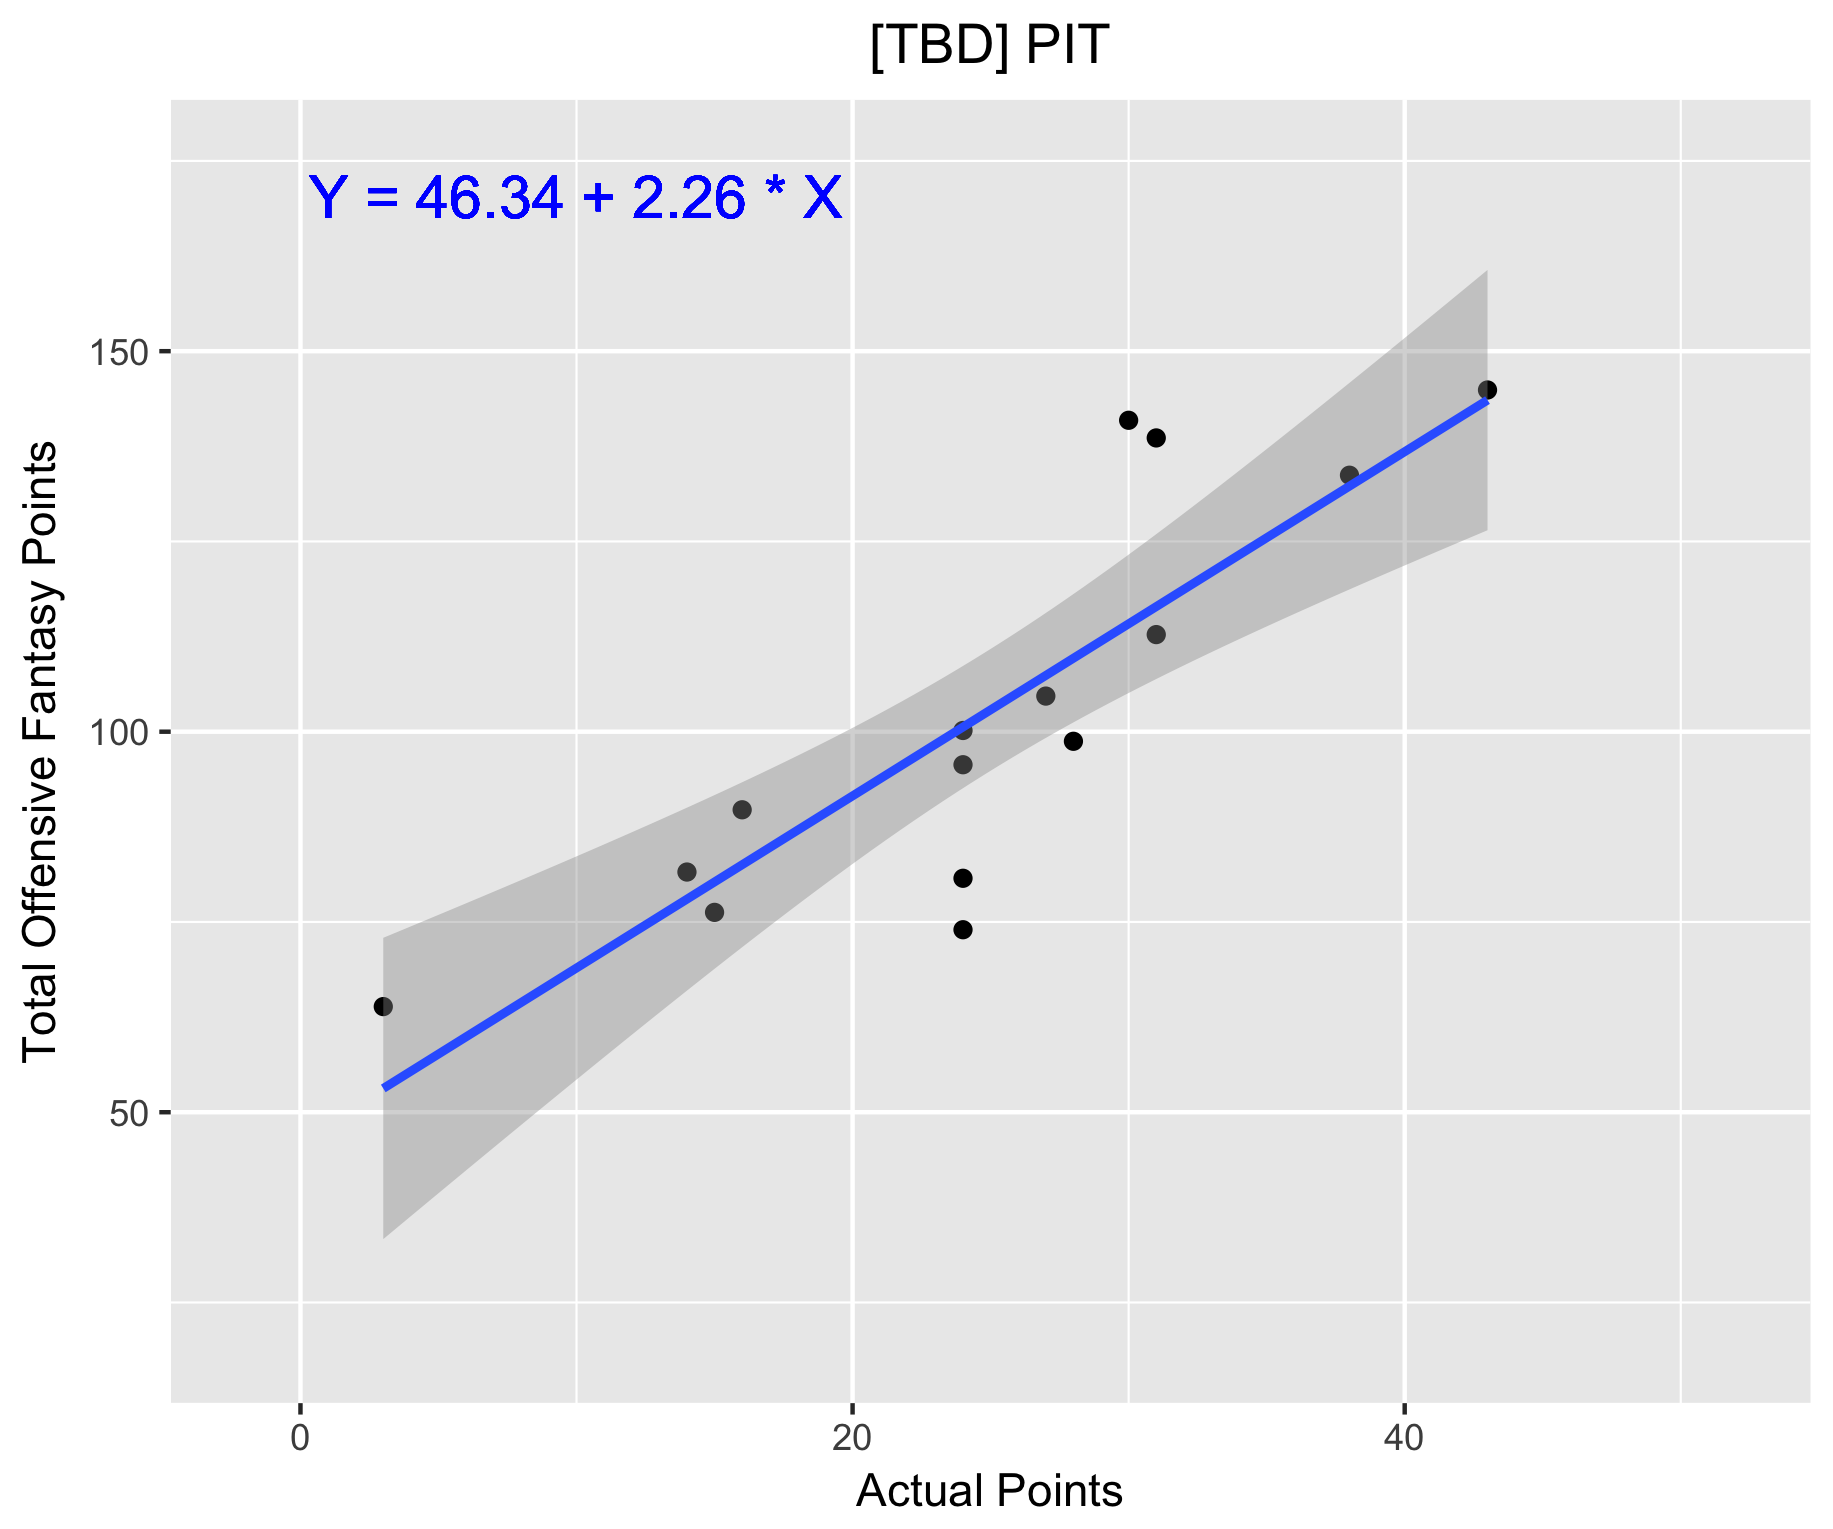 [TBD] PIT
Y = 46.34 + 2.26 * X
Total Offensive Fantasy Points
150
100
50
0
20
40
Actual Points